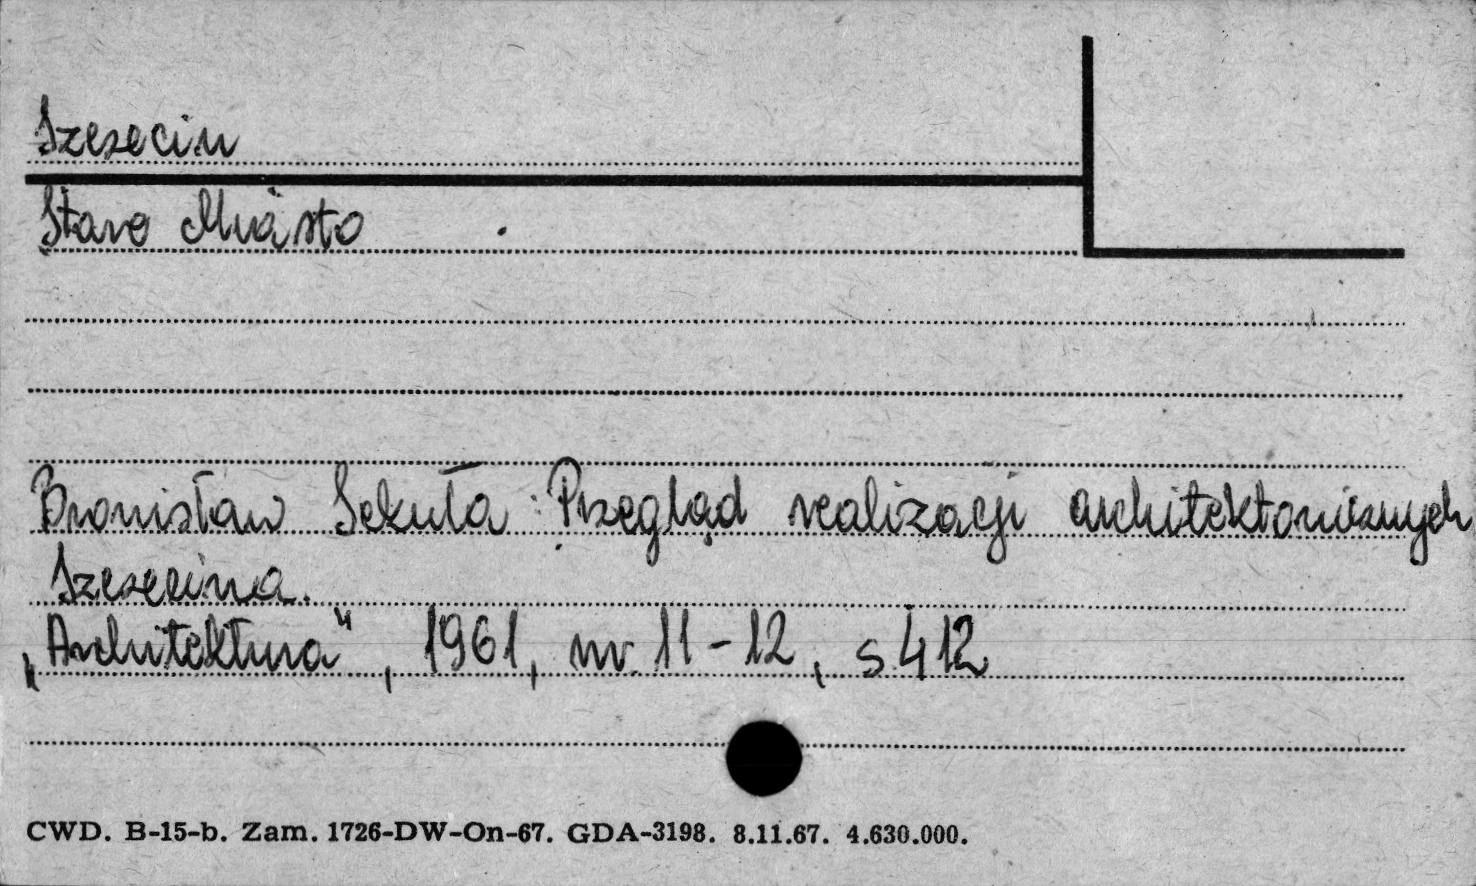 Szczecin
Stare Miasto
Bronisław Sekuła : Przegląd realizacji architektonicznych
Szczecina.
„Architektura", 1961, nr 11-12, s 412
CWD. B-15-b. Zam. 1726-DW-On-67. GDA-3198. 8.11.67. 4.630.000.